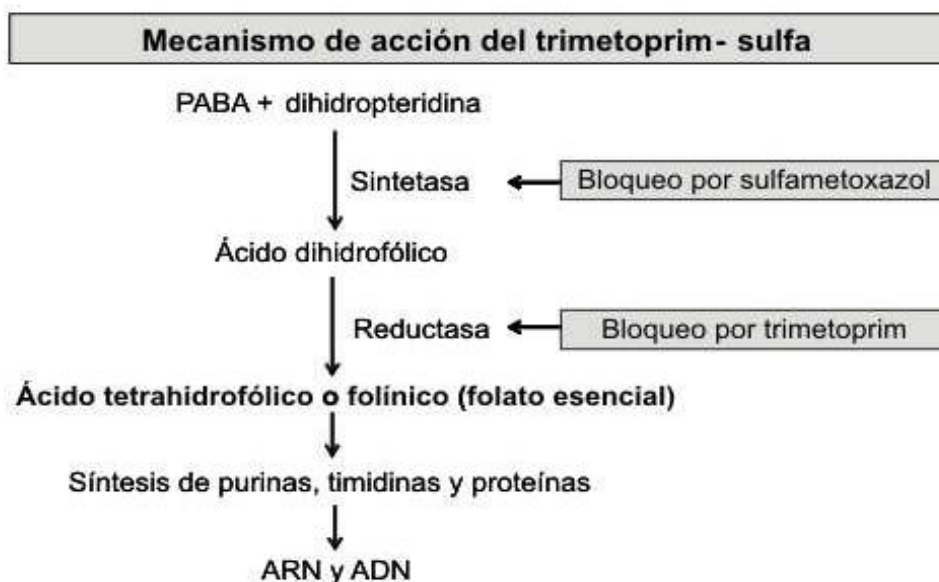 Mecanismo de acción del trimetoprim- sulfa
PABA + dihidropteridina
Sintetasa
Bloqueo por sulfametoxazol
Ácido dihidrofólico
Reductasa
Bloqueo por trimetoprim
Ácido tetrahidrofólico o folínico (folato esencial)
Síntesis de purinas, timidinas y proteínas
ARN y ADN